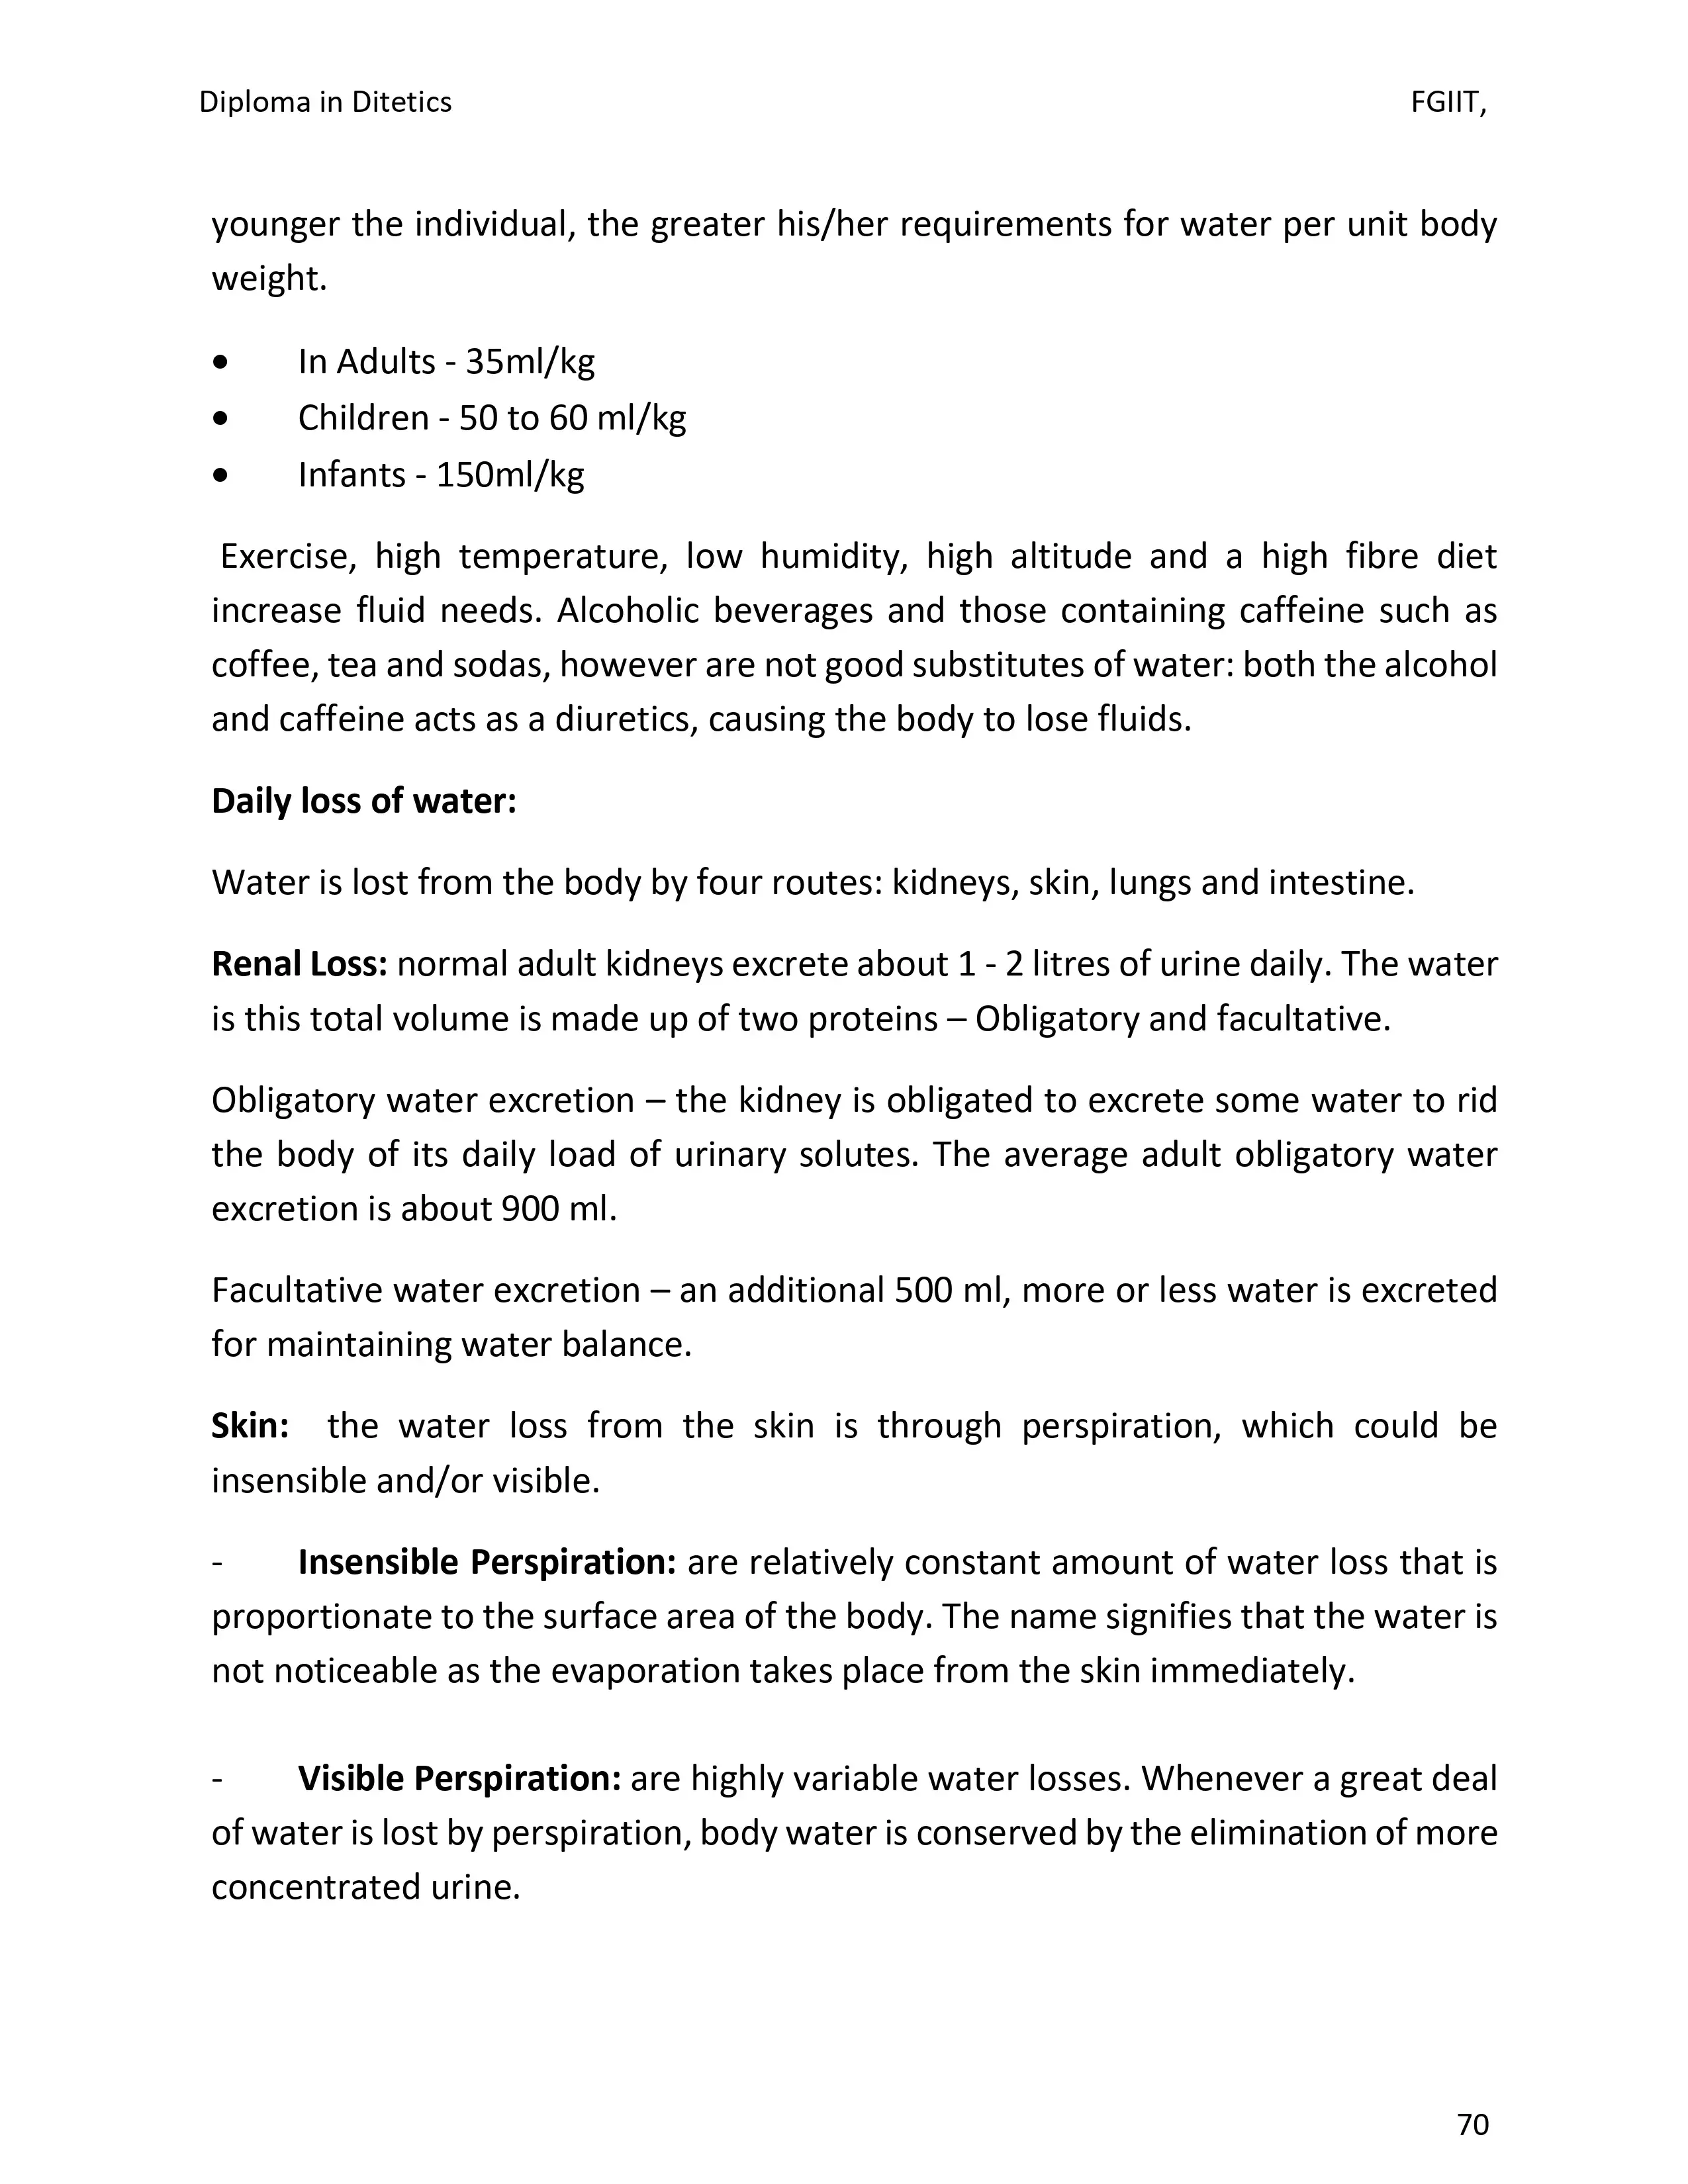 Diploma in Ditetics FGIIT,
younger the individual, the greater his/her requirements for water per unit body
weight.
• In Adults - 35ml/kg
• Children - 50 to 60 ml/kg
• Infants - 150ml/kg
Exercise, high temperature, low humidity, high altitude and a high fibre diet
increase fluid needs. Alcoholic beverages and those containing caffeine such as
coffee, tea and sodas, however are not good substitutes of water: both the alcohol
and caffeine acts as a diuretics, causing the body to lose fluids.
Daily loss of water:
Water is lost from the body by four routes: kidneys, skin, lungs and intestine.
Renal Loss: normal adult kidneys excrete about 1 - 2 litres of urine daily. The water
is this total volume is made up of two proteins – Obligatory and facultative.
Obligatory water excretion – the kidney is obligated to excrete some water to rid
the body of its daily load of urinary solutes. The average adult obligatory water
excretion is about 900 ml.
Facultative water excretion – an additional 500 ml, more or less water is excreted
for maintaining water balance.
Skin: the water loss from the skin is through perspiration, which could be
insensible and/or visible.
- Insensible Perspiration: are relatively constant amount of water loss that is
proportionate to the surface area of the body. The name signifies that the water is
not noticeable as the evaporation takes place from the skin immediately.
- Visible Perspiration: are highly variable water losses. Whenever a great deal
of water is lost by perspiration, body water is conserved by the elimination of more
concentrated urine.
70